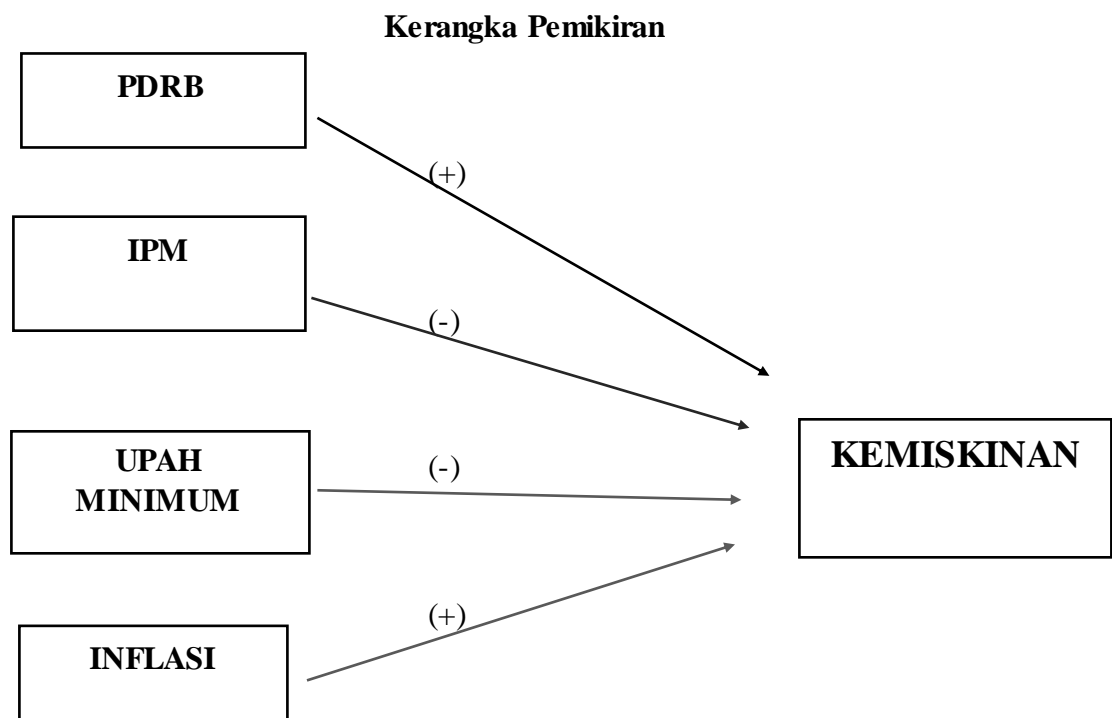 Kerangka Pemikiran
PDRB
(+)
IPM
(-)
UPAH
MINIMUM
(-)
KEMISKINAN
(+)
INFLASI